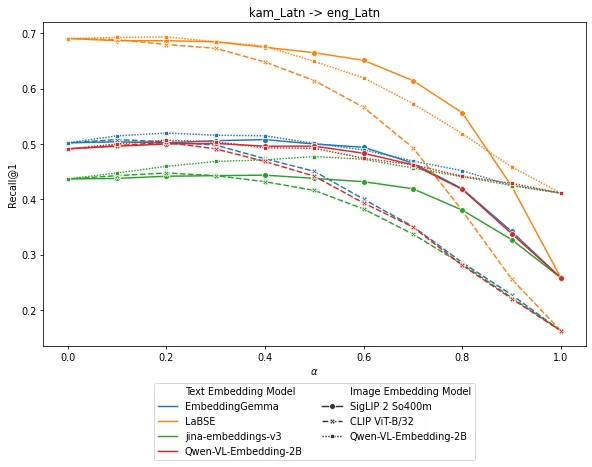 kam_Latn -> eng_Latn
Recall@1
0.7
0.6
0.5
0.4
0.3
0.2
0.0
0.2
0.4
0.6
0.8
1.0
α
Text Embedding Model
EmbeddingGemma
LaBSE
jina-embeddings-v3
Qwen-VL-Embedding-2B
Image Embedding Model
SigLIP 2 So400m
CLIP ViT-B/32
Qwen-VL-Embedding-2B